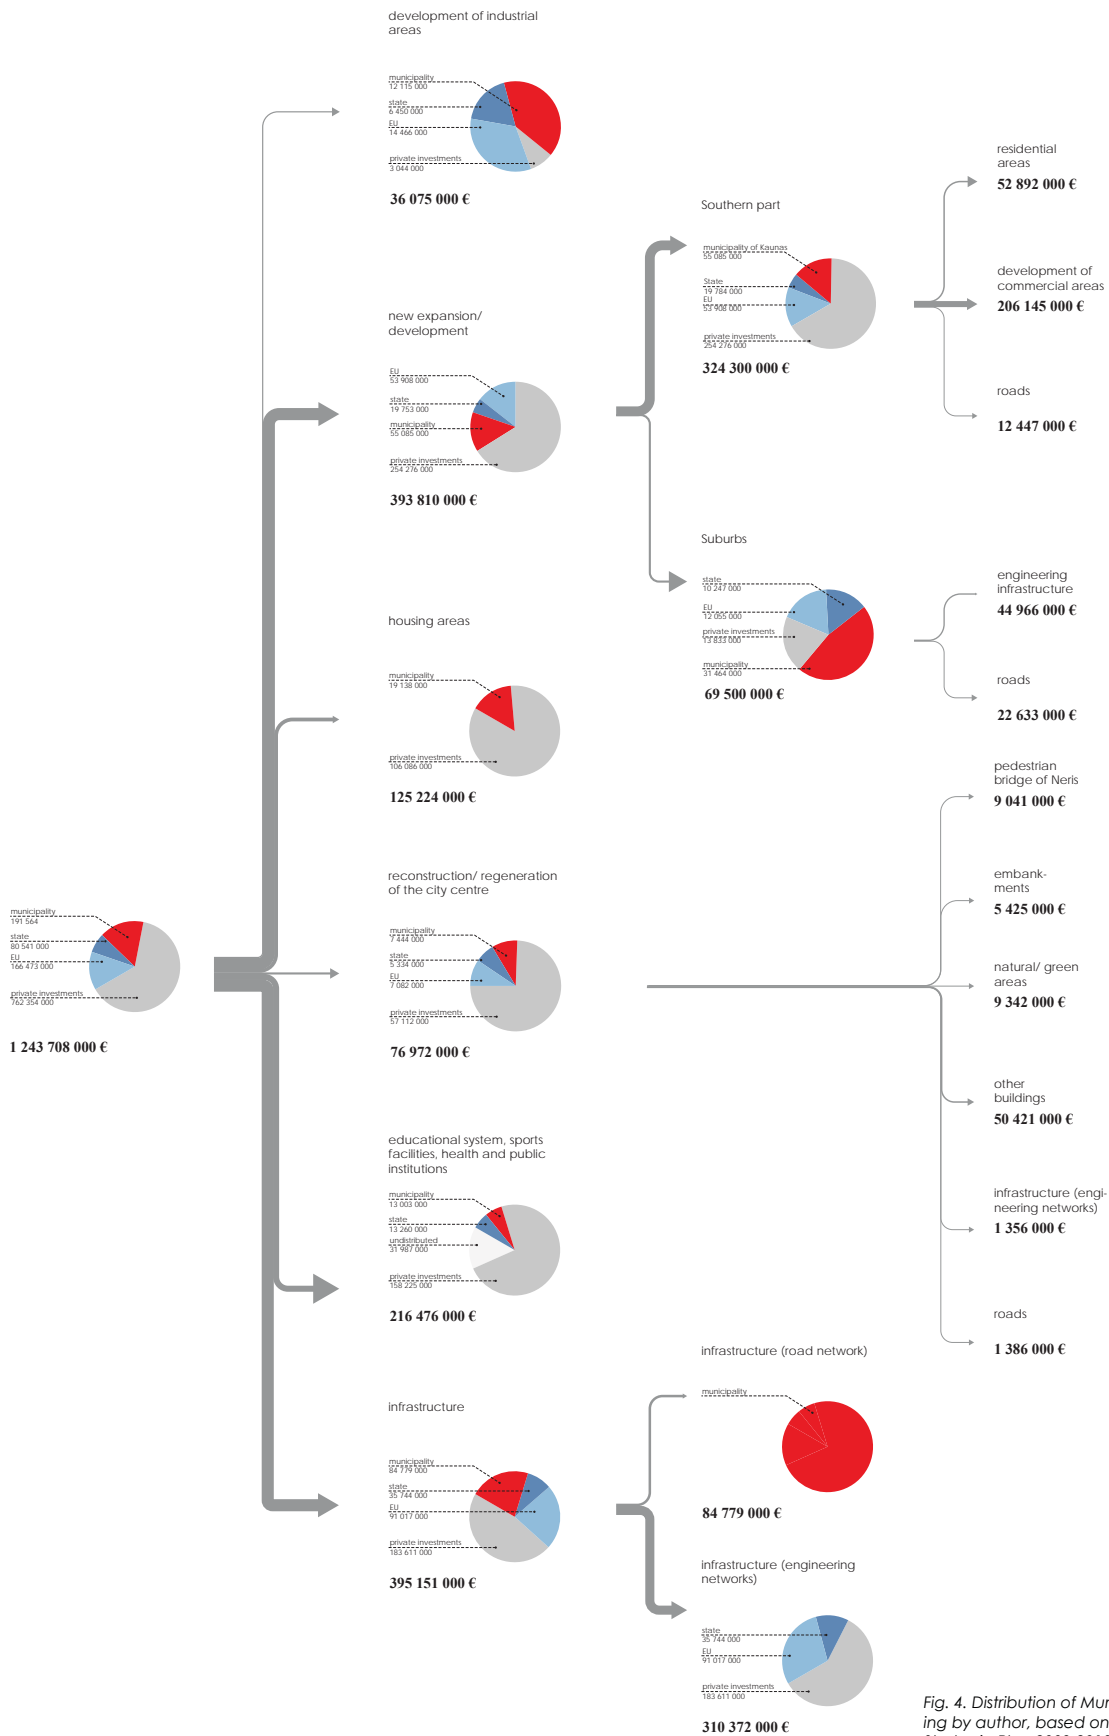 development of industrial
areas
municipality
12 115 000
state
6 450 000
EU
14 466 000
private investments
3 044 000
36 075 000 €
new expansion/
development
EU
53 908 000
state
19 753 000
municipality
55 085 000
private investments
254 276 000
393 810 000 €
Southern part
municipality of Kaunas
55 085 000
State
19 784 000
EU
53 908 000
private investments
254 276 000
324 300 000 €
residential
areas
52 892 000 €
development of
commercial areas
206 145 000 €
roads
12 447 000 €
Suburbs
state
10 247 000
EU
12 055 000
private investments
13 833 000
municipality
31 464 000
69 500 000 €
engineering
infrastructure
44 966 000 €
roads
22 633 000 €
housing areas
municipality
19 138 000
private investments
106 086 000
125 224 000 €
municipality
191 564
state
80 541 000
EU
166 473 000
private investments
762 354 000
1 243 708 000 €
reconstruction/ regeneration
of the city centre
municipality
7 444 000
state
5 334 000
EU
7 082 000
private investments
57 112 000
76 972 000 €
pedestrian
bridge of Neris
9 041 000 €
embank-
ments
5 425 000 €
natural/ green
areas
9 342 000 €
other
buildings
50 421 000 €
infrastructure (engi-
neering networks)
1 356 000 €
roads
1 386 000 €
educational system, sports
facilities, health and public
institutions
municipality
13 003 000
state
13 260 000
undistributed
31 987 000
private investments
158 225 000
216 476 000 €
infrastructure
municipality
84 779 000
state
35 744 000
EU
91 017 000
private investments
183 611 000
395 151 000 €
infrastructure (road network)
municipality
84 779 000 €
infrastructure (engineering
networks)
state
35 744 000
EU
91 017 000
private investments
183 611 000
310 372 000 €
Fig. 4. Distribution of Mun
ing by author, based on